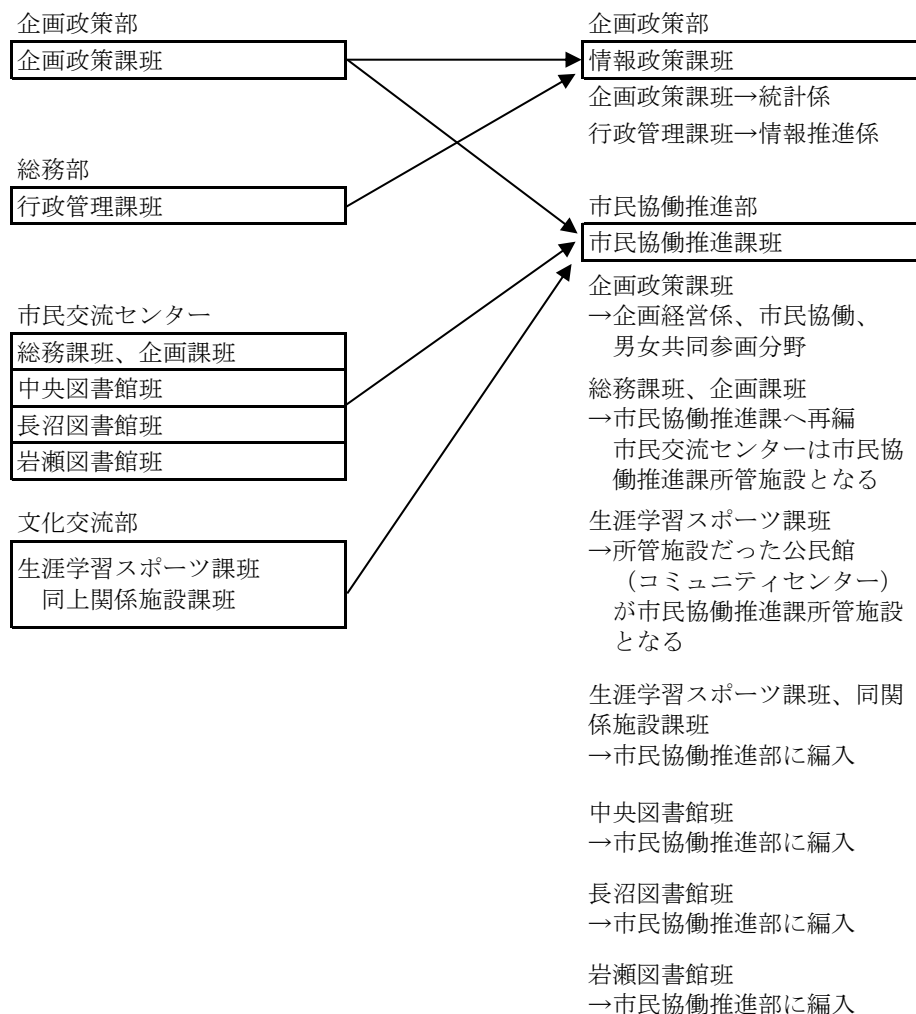 企画政策部
企画政策課班
総務部
行政管理課班
市民交流センター
総務課班、企画課班
中央図書館班
長沼図書館班
岩瀬図書館班
文化交流部
生涯学習スポーツ課班
同上関係施設課班
企画政策部
情報政策課班
企画政策課班→統計係
行政管理課班→情報推進係
市民協働推進部
市民協働推進課班
企画政策課班
→企画経営係、市民協働、
男女共同参画分野
総務課班、企画課班
→市民協働推進課へ再編
市民交流センターは市民協
働推進課所管施設となる
生涯学習スポーツ課班
→所管施設だった公民館
（コミュニティセンター）
が市民協働推進課所管施設
となる
生涯学習スポーツ課班、同関
係施設課班
→市民協働推進部に編入
中央図書館班
→市民協働推進部に編入
長沼図書館班
→市民協働推進部に編入
岩瀬図書館班
→市民協働推進部に編入